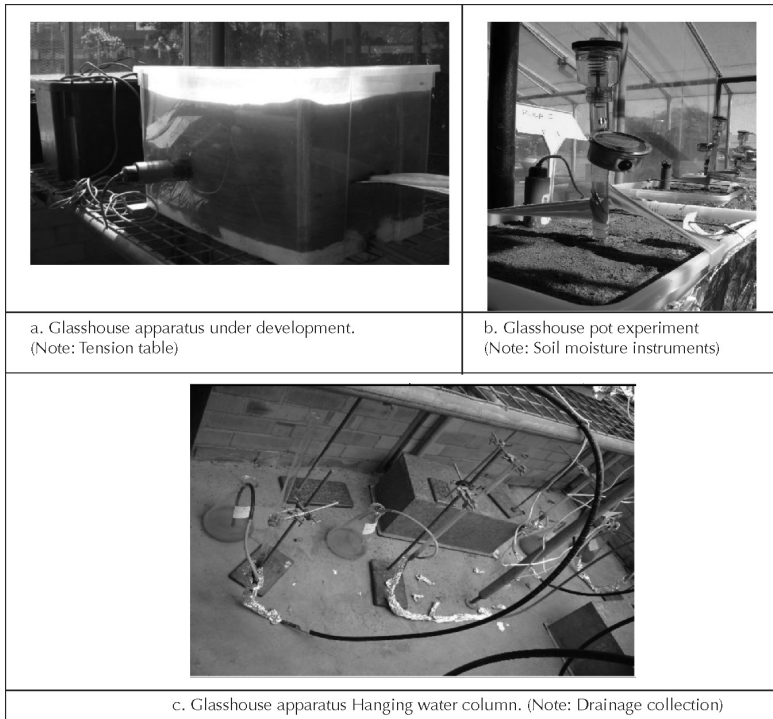 a. Glasshouse apparatus under development.
(Note: Tension table)
b. Glasshouse pot experiment
(Note: Soil moisture instruments)
c. Glasshouse apparatus Hanging water column. (Note: Drainage collection)